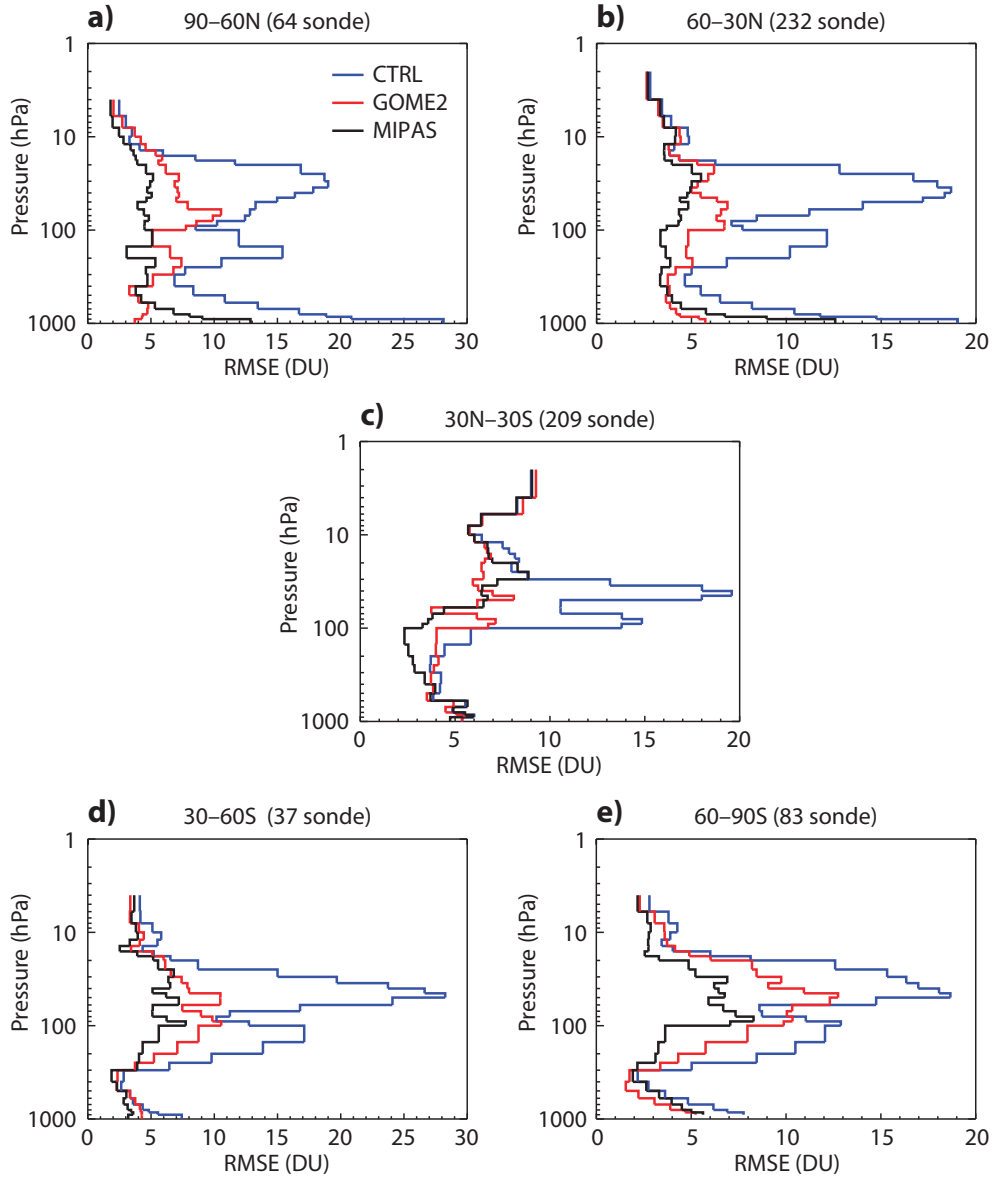 a) 90–60N (64 sonde)
1
10
100
1000
Pressure (hPa)
CTRL
GOME2
MIPAS
0 5 10 15 20 25 30
RMSE (DU)
b) 60–30N (232 sonde)
1
10
100
1000
Pressure (hPa)
0 5 10 15 20
RMSE (DU)
c) 30N–30S (209 sonde)
1
10
100
1000
Pressure (hPa)
0 5 10 15 20
RMSE (DU)
d) 30–60S (37 sonde)
1
10
100
1000
Pressure (hPa)
0 5 10 15 20 25 30
RMSE (DU)
e) 60–90S (83 sonde)
1
10
100
1000
Pressure (hPa)
0 5 10 15 20
RMSE (DU)